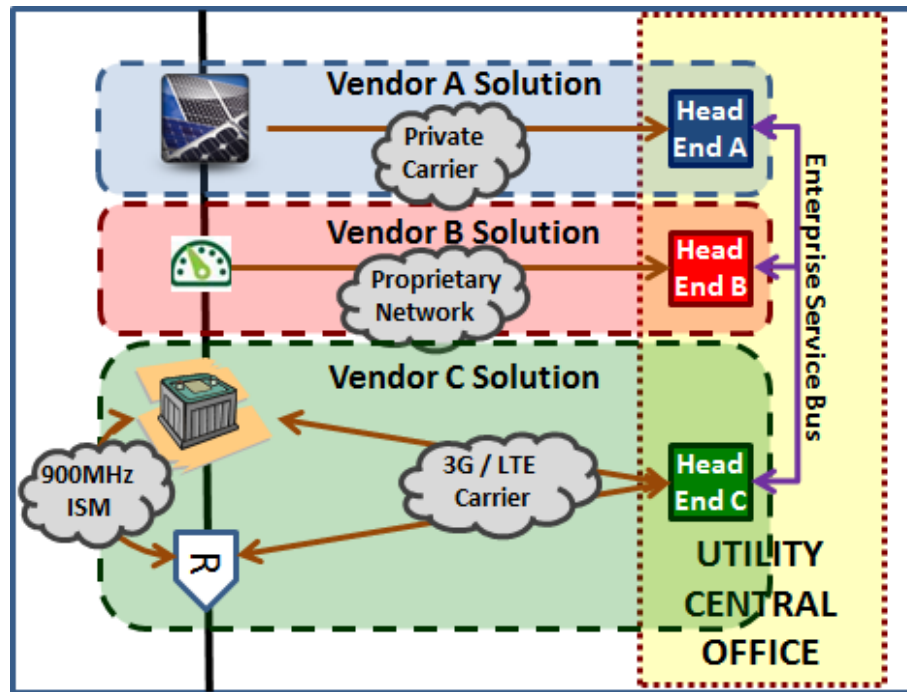 Vendor A Solution
Private
Carrier
Head
End A
Vendor B Solution
Proprietary
Network
Head
End B
Enterprise Service Bus
Vendor C Solution
900MHz
ISM
3G / LTE
Carrier
Head
End C
R
UTILITY
CENTRAL
OFFICE